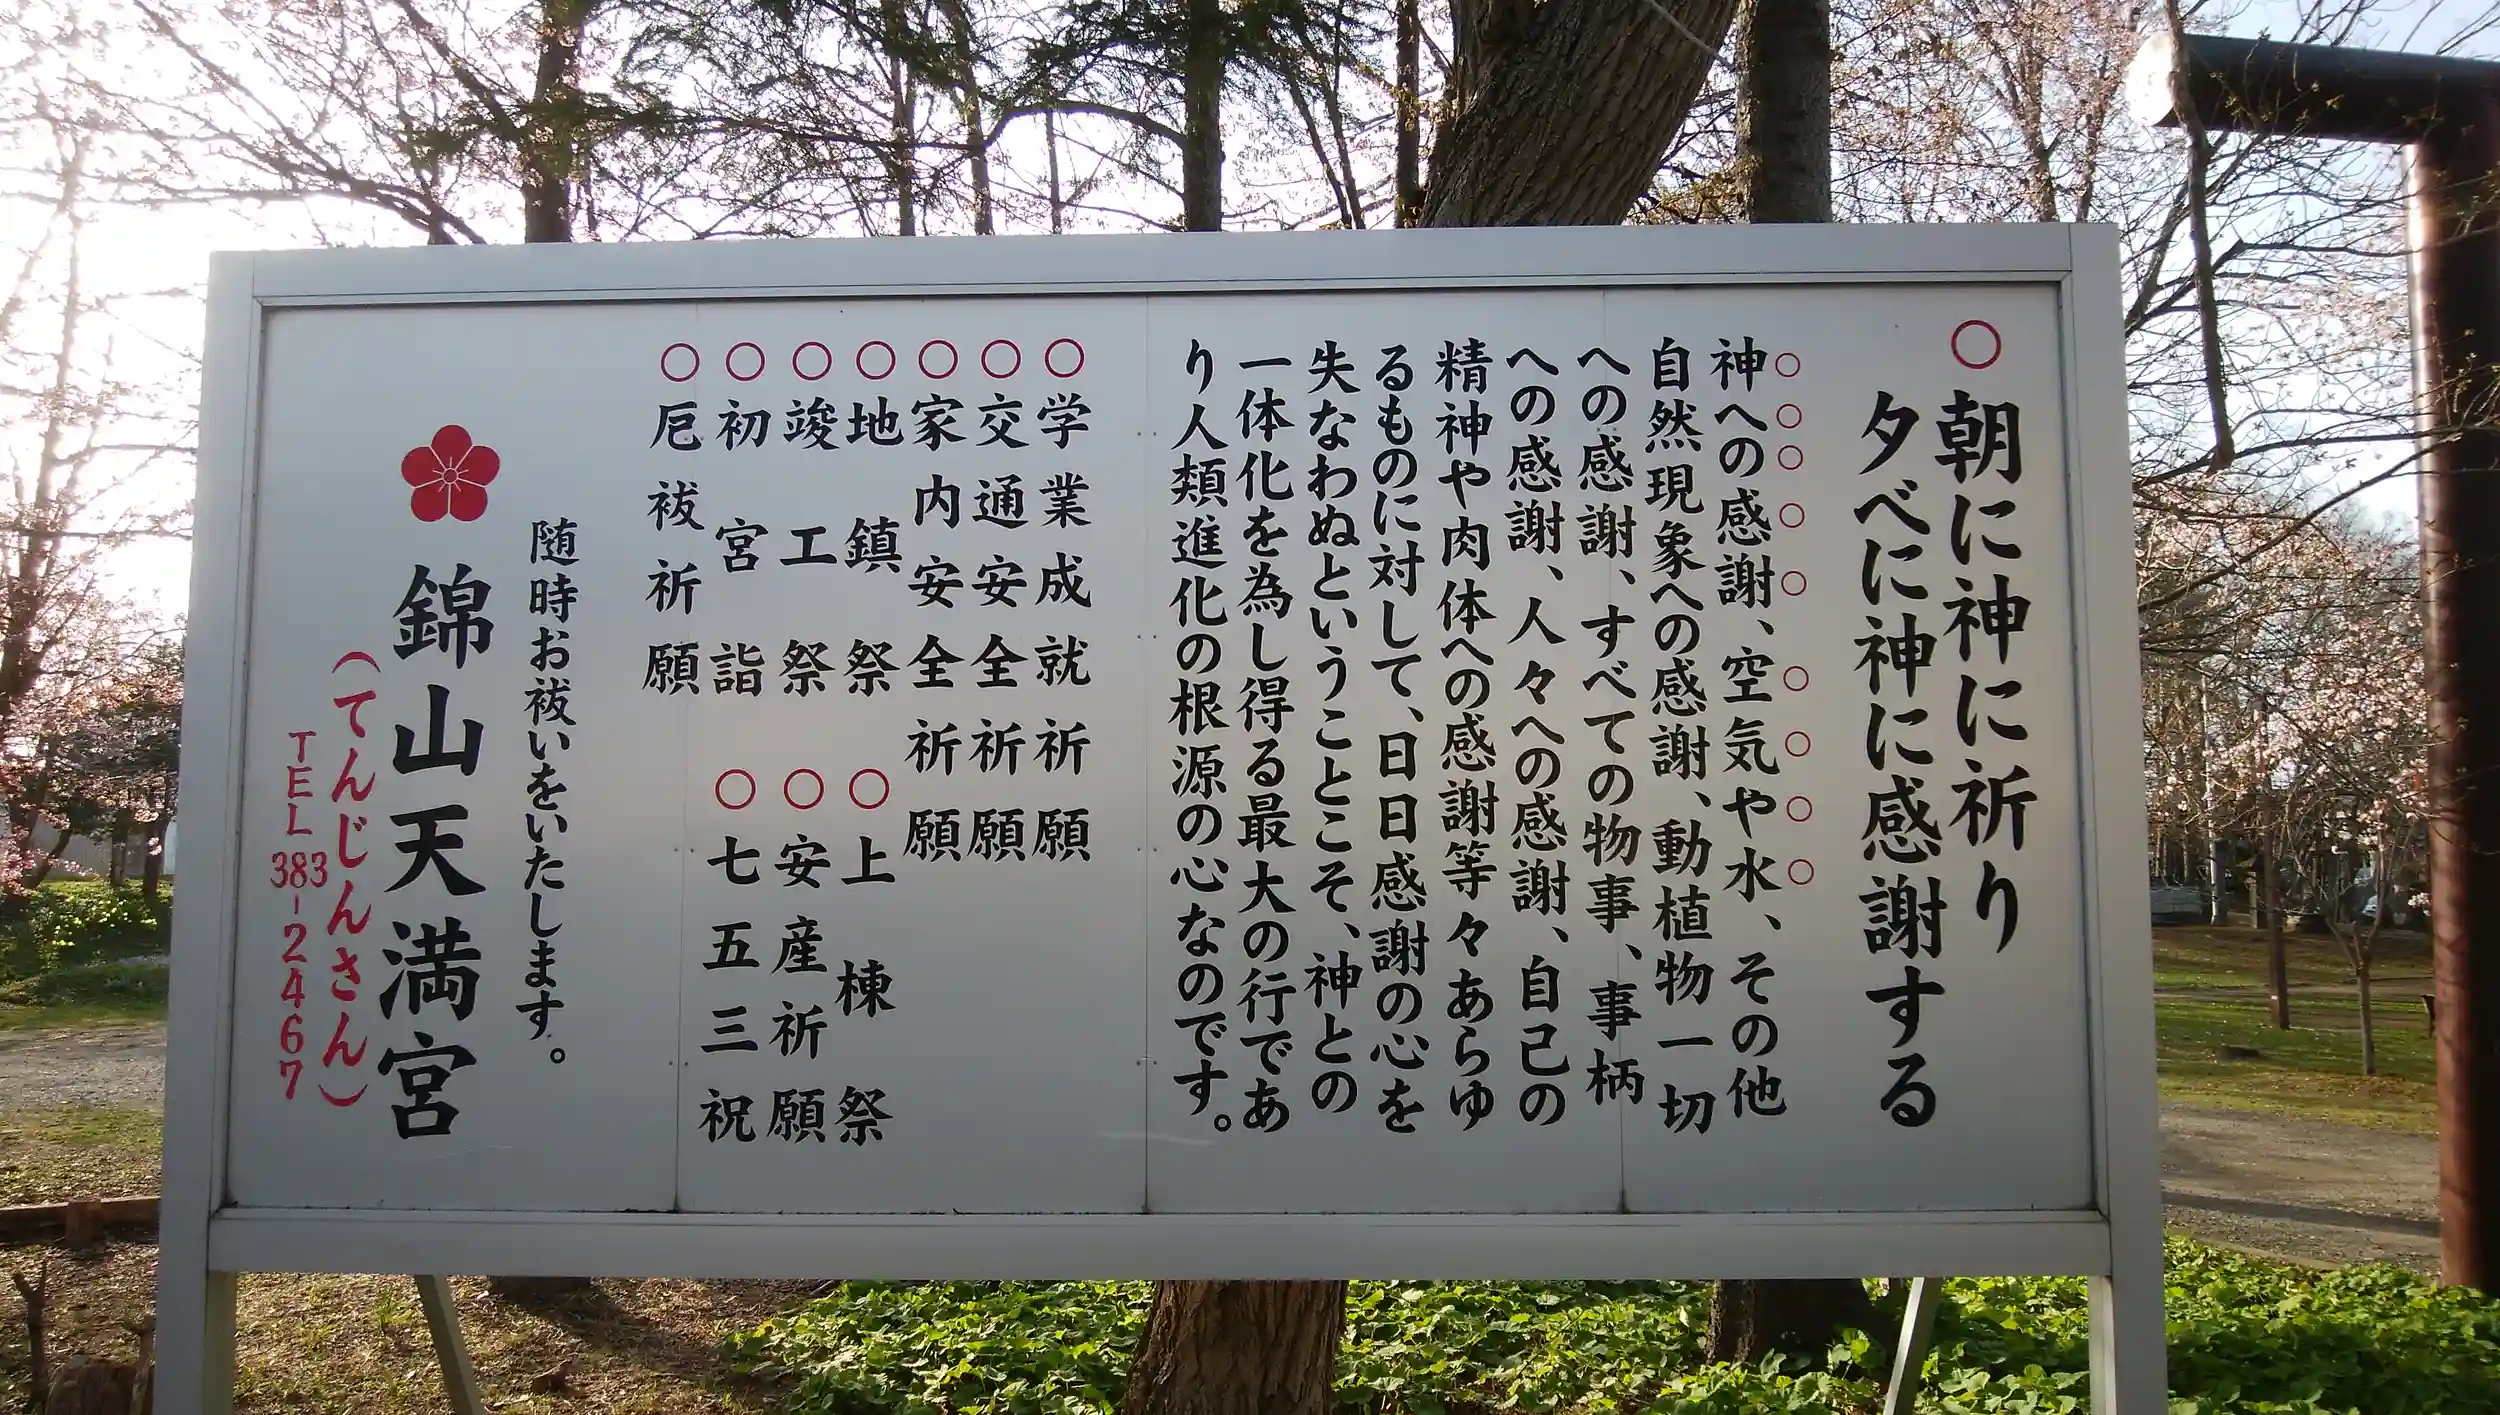 ○朝に神に祈り
夕べに神に感謝する
神への感謝、空気や水、その他
自然現象への感謝、動植物一切
への感謝、すべての物事、事柄
への感謝、人々への感謝、自己の
精神や肉体への感謝等々あらゆ
るものに対して、日日感謝の心を
失なわぬということこそ、神との
一体化を為し得る最大の行であ
り人類進化の根源の心なのです。
○学業成就祈願
○交通安全祈願
○家内安全祈願
○地鎮祭 ○上棟祭
○竣工祭 ○安産祈願
○初宮詣 ○七五三祝
○厄祓祈願
随時お祓いをいたします。
錦山天満宮
（てんじんさん）
TEL 383-2467